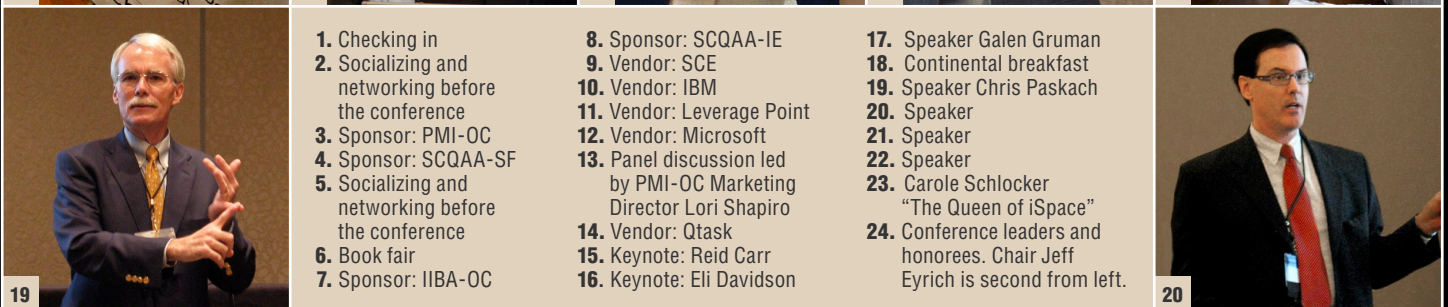 1. Checking in
2. Socializing and
networking before
the conference
3. Sponsor: PMI-OC
4. Sponsor: SCQAA-SF
5. Socializing and
networking before
the conference
6. Book fair
7. Sponsor: IIBA-OC
8. Sponsor: SCQAA-IE
9. Vendor: SCE
10. Vendor: IBM
11. Vendor: Leverage Point
12. Vendor: Microsoft
13. Panel discussion led
by PMI-OC Marketing
Director Lori Shapiro
14. Vendor: Qtask
15. Keynote: Reid Carr
16. Keynote: Eli Davidson
17. Speaker Galen Gruman
18. Continental breakfast
19. Speaker Chris Paskach
20. Speaker
21. Speaker
22. Speaker
23. Carole Schlocker
“The Queen of iSpace”
24. Conference leaders and
honorees. Chair Jeff
Eyrich is second from left.
19
20